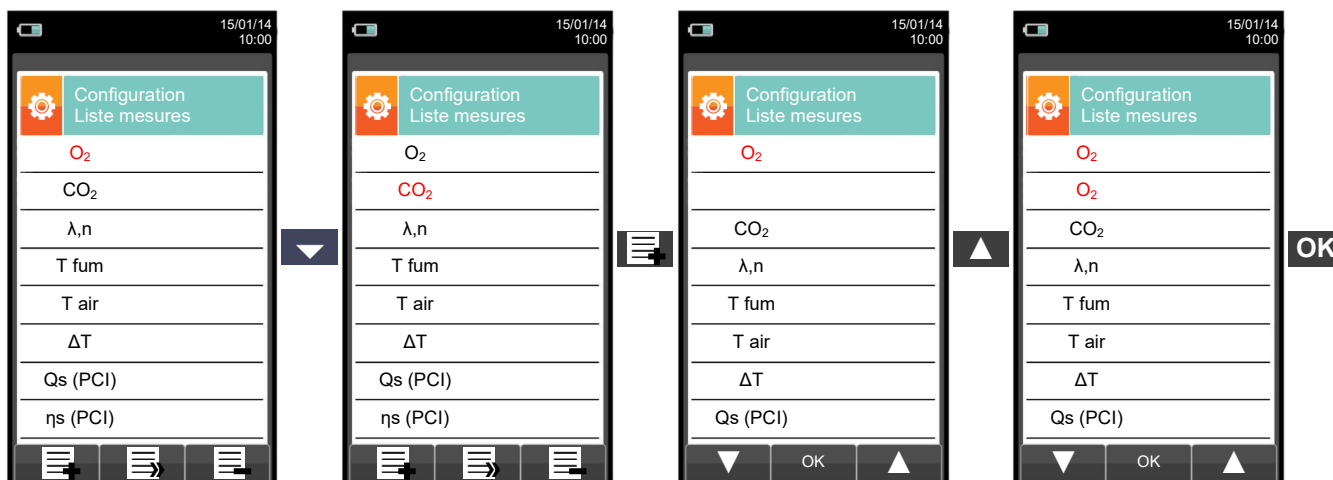 15/01/14
10:00
Configuration
Liste mesures
O₂
CO₂
λ,n
T fum
T air
ΔT
Qs (PCI)
ηs (PCI)
15/01/14
10:00
Configuration
Liste mesures
O₂
CO₂
λ,n
T fum
T air
ΔT
Qs (PCI)
ηs (PCI)
15/01/14
10:00
Configuration
Liste mesures
O₂
CO₂
λ,n
T fum
T air
ΔT
Qs (PCI)
OK
15/01/14
10:00
Configuration
Liste mesures
O₂
O₂
CO₂
λ,n
T fum
T air
ΔT
Qs (PCI)
OK
OK